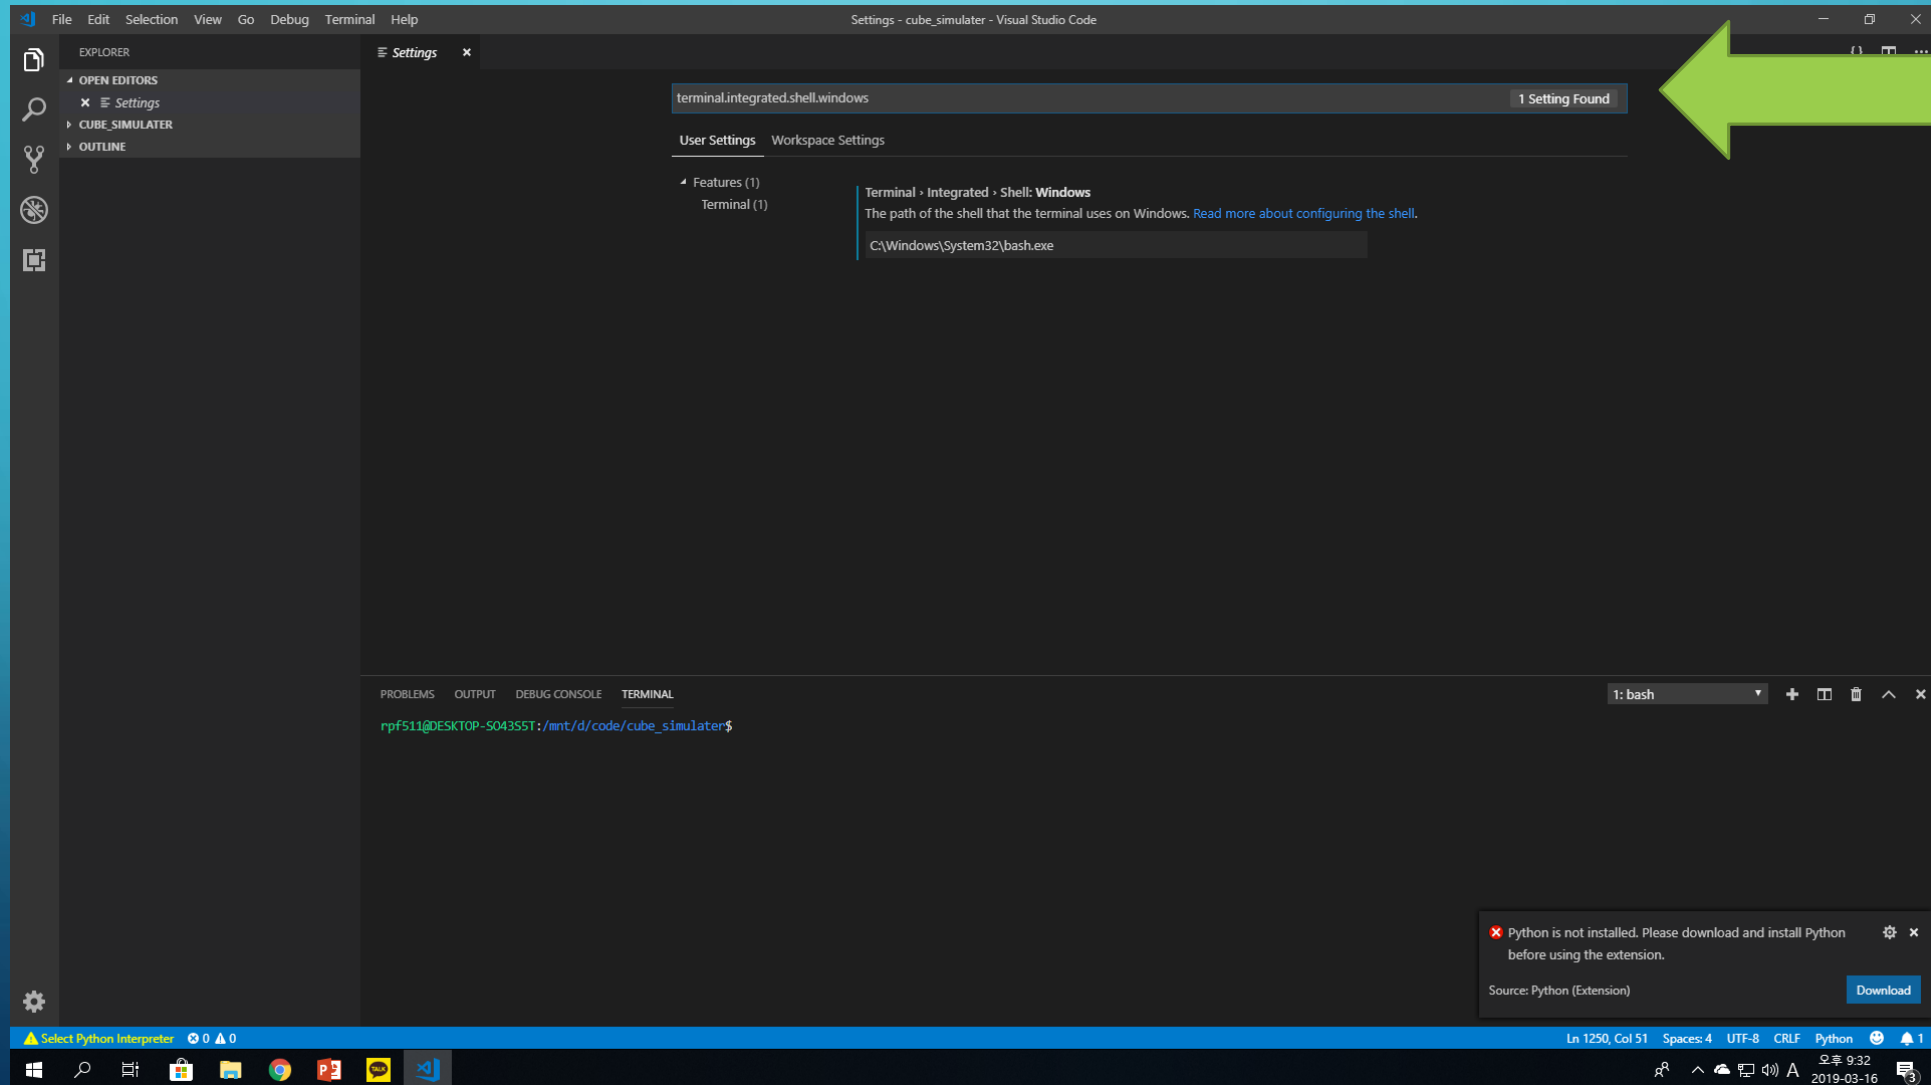 File Edit Selection View Go Debug Terminal Help
Settings - cube_simulater - Visual Studio Code
EXPLORER
OPEN EDITORS
Settings
CUBE_SIMULATER
OUTLINE
Settings
terminal.integrated.shell.windows
1 Setting Found
User Settings Workspace Settings
Features (1)
Terminal (1)
Terminal › Integrated › Shell: Windows
The path of the shell that the terminal uses on Windows. Read more about configuring the shell.
C:\Windows\System32\bash.exe
PROBLEMS OUTPUT DEBUG CONSOLE TERMINAL
1: bash
rpf511@DESKTOP-SO43S5T:/mnt/d/code/cube_simulater$
Python is not installed. Please download and install Python
before using the extension.
Source: Python (Extension)
Download
Select Python Interpreter 0 0
Ln 1250, Col 51 Spaces: 4 UTF-8 CRLF Python 1
TALK
A
오후 9:32
2019-03-16
3